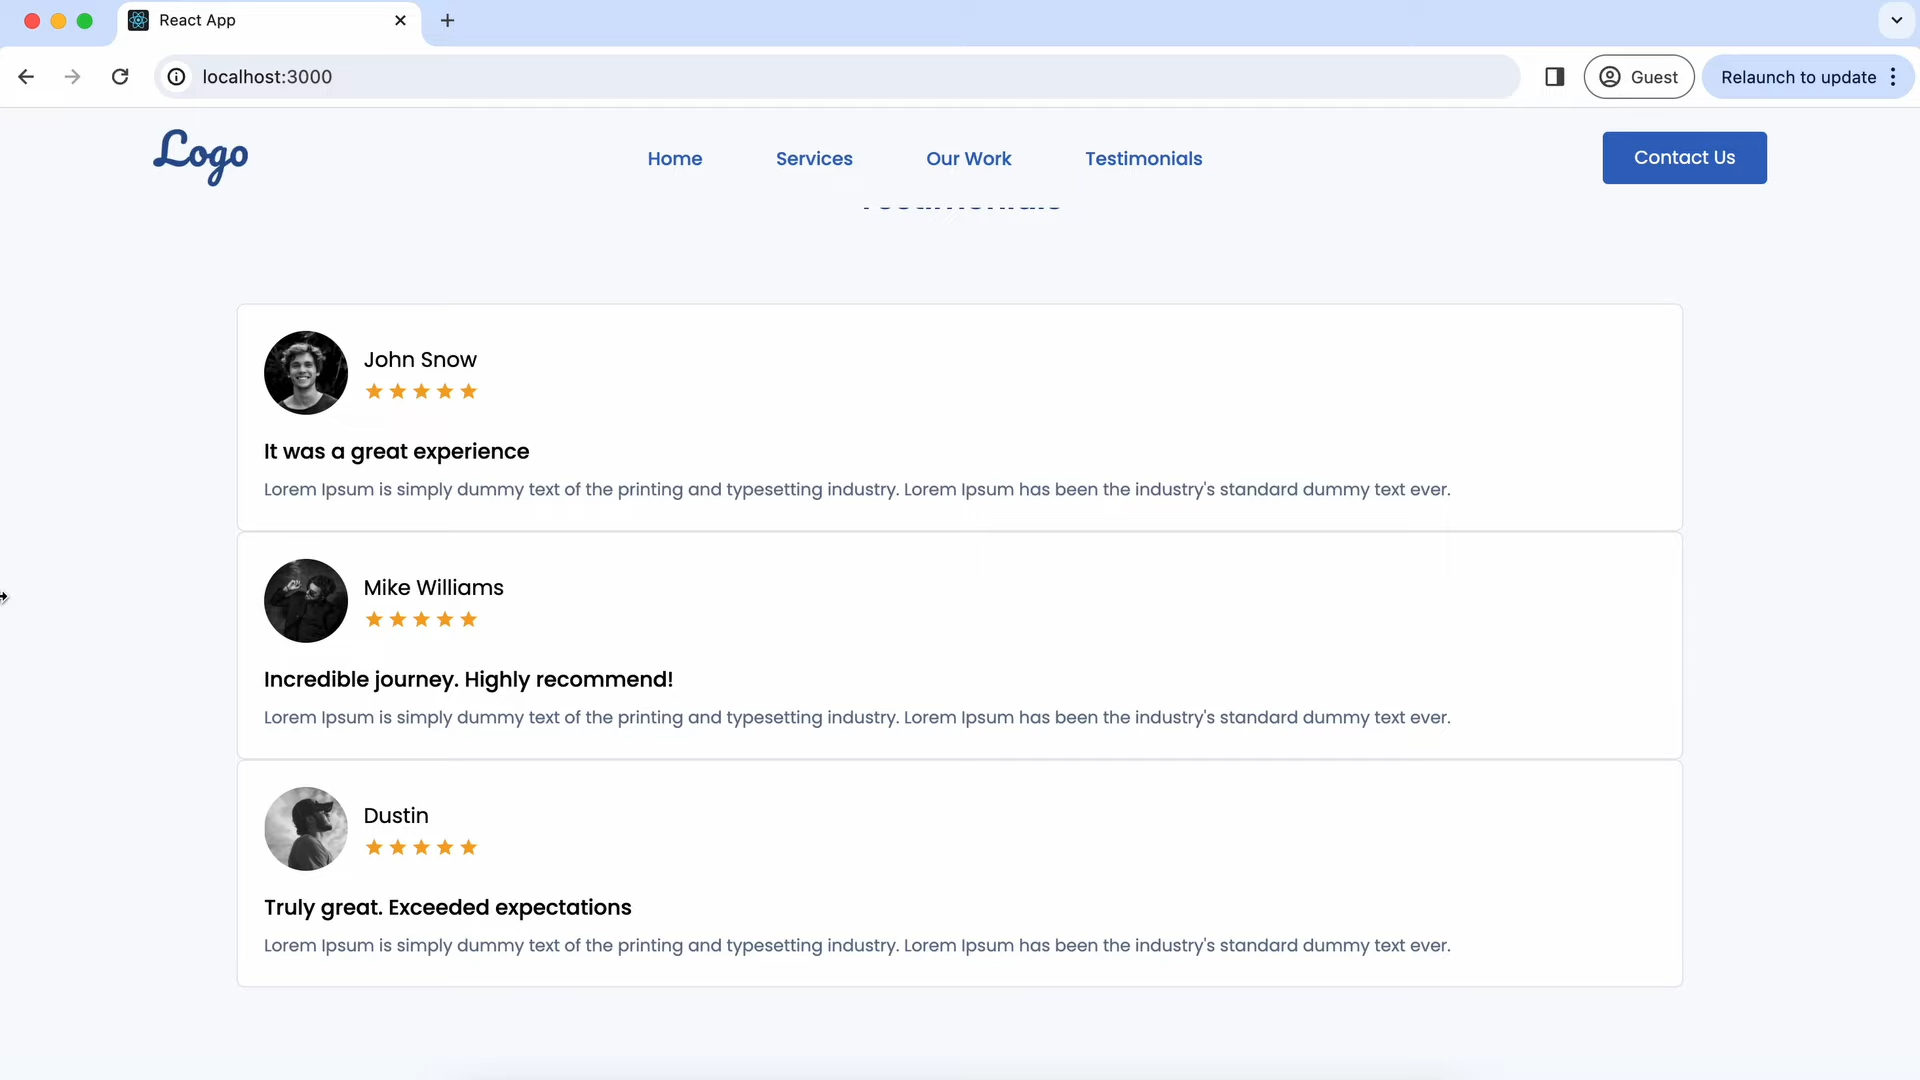 React App
localhost:3000
Guest
Relaunch to update
Logo
Home
Services
Our Work
Testimonials
Contact Us
Testimonials
John Snow
It was a great experience
Lorem Ipsum is simply dummy text of the printing and typesetting industry. Lorem Ipsum has been the industry's standard dummy text ever.
Mike Williams
Incredible journey. Highly recommend!
Lorem Ipsum is simply dummy text of the printing and typesetting industry. Lorem Ipsum has been the industry's standard dummy text ever.
Dustin
Truly great. Exceeded expectations
Lorem Ipsum is simply dummy text of the printing and typesetting industry. Lorem Ipsum has been the industry's standard dummy text ever.